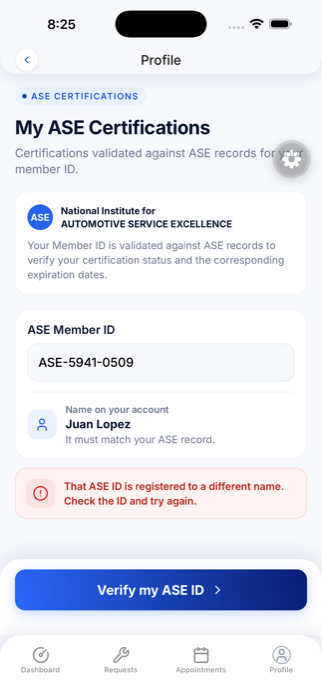 8:25
Profile
ASE CERTIFICATIONS
My ASE Certifications
Certifications validated against ASE records for your
member ID.
ASE
National Institute for
AUTOMOTIVE SERVICE EXCELLENCE
Your Member ID is validated against ASE records to
verify your certification status and the corresponding
expiration dates.
ASE Member ID
ASE-5941-0509
Name on your account
Juan Lopez
It must match your ASE record.
That ASE ID is registered to a different name.
Check the ID and try again.
Verify my ASE ID
Dashboard
Requests
Appointments
Profile